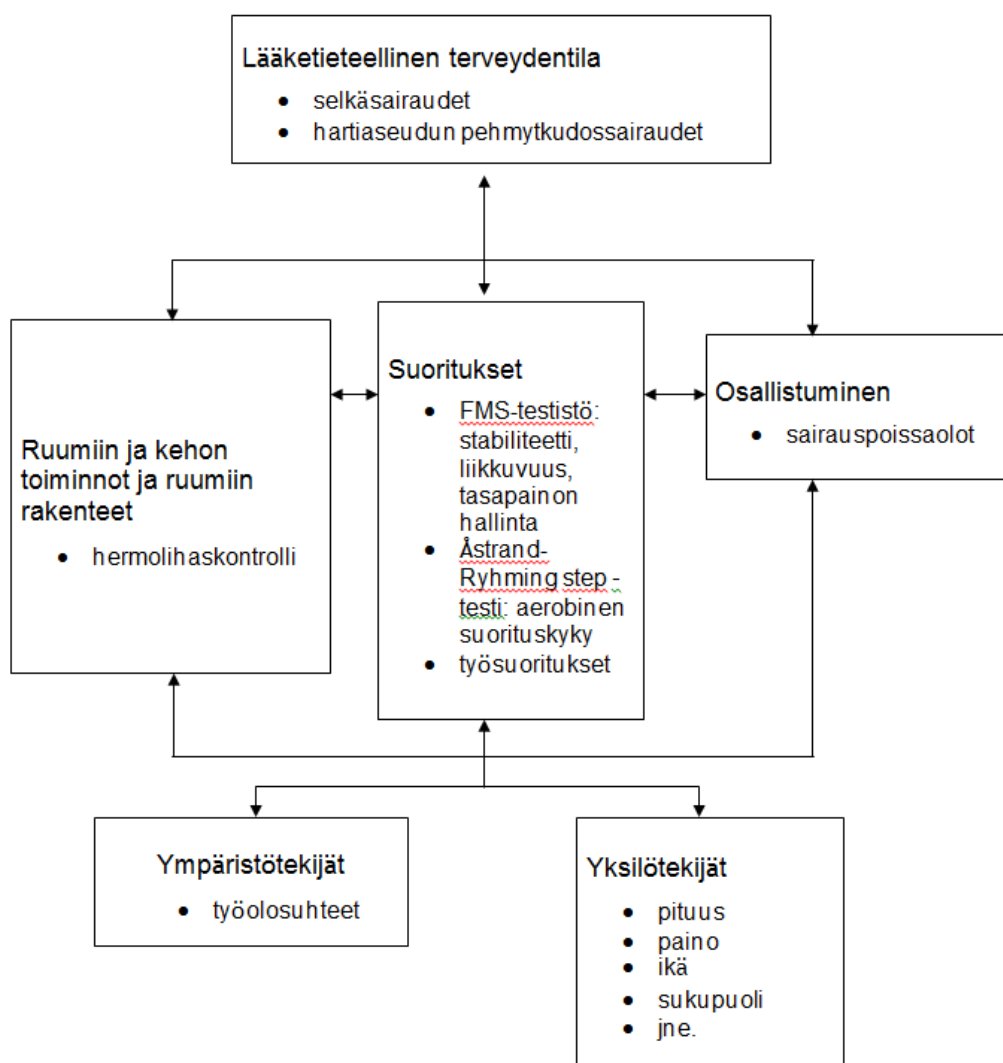 Lääketieteellinen terveydentila
• selkäsairaudet
• hartiaseudun pehmytkudossairaudet
Ruumiin ja kehon
toiminnot ja ruumiin
rakenteet
• hermolihaskontrolli
Suoritukset
• FMS-testistö:
stabiliteetti,
liikkuvuus,
tasapainon
hallinta
• Åstrand-
Ryhming step -
testi: aerobinen
suorituskyky
• työsuoritukset
Osallistuminen
• sairauspoissaolot
Ympäristötekijät
• työolosuhteet
Yksilötekijät
• pituus
• paino
• ikä
• sukupuoli
• jne.